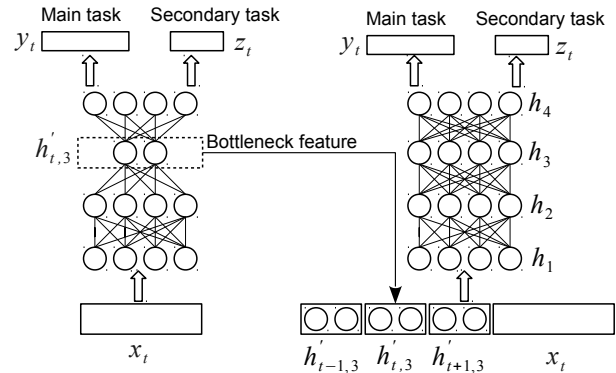 Main task
Secondary task
y_t
z_t
h'_{t,3}
Bottleneck feature
x_t
Main task
Secondary task
y_t
z_t
h_4
h_3
h_2
h_1
h'_{t-1,3} h'_{t,3} h'_{t+1,3} x_t